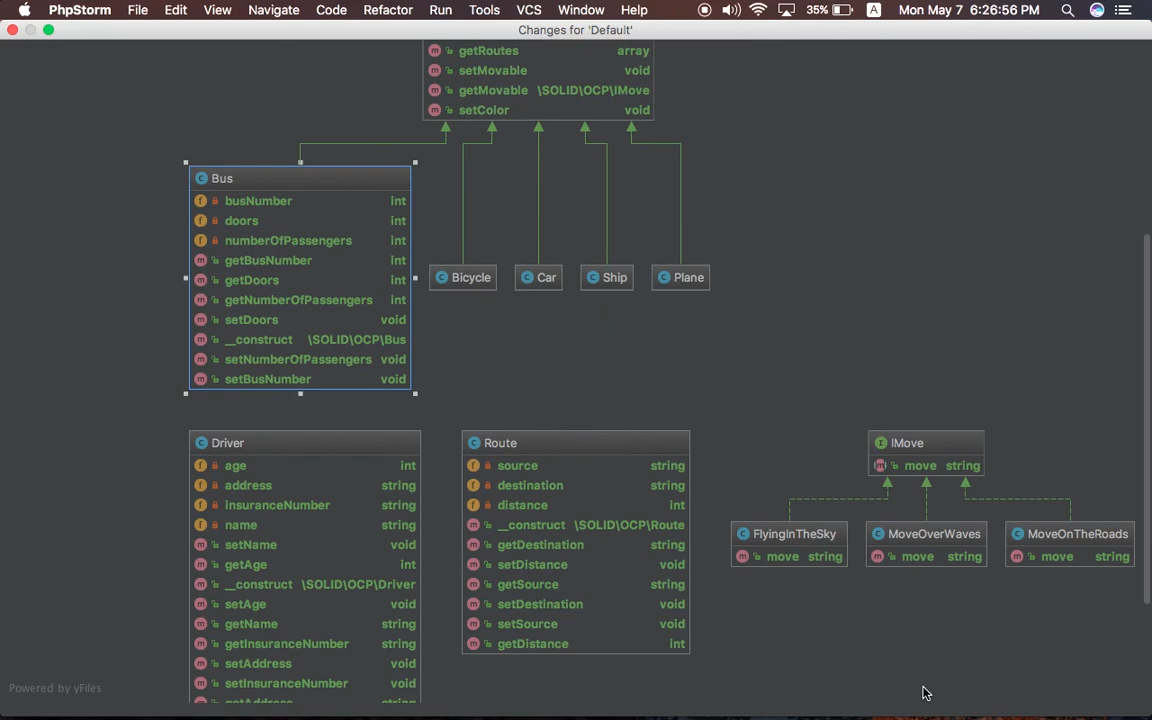 PhpStorm File Edit View Navigate Code Refactor Run Tools VCS Window Help 35% A Mon May 7 6:26:56 PM
Changes for 'Default'
m getRoutes array
m setMovable void
m getMovable \SOLID\OCP\IMove
m setColor void
C Bus
f busNumber int
f doors int
f numberOfPassengers int
m getBusNumber int
m getDoors int
m getNumberOfPassengers int
m setDoors void
m __construct \SOLID\OCP\Bus
m setNumberOfPassengers void
m setBusNumber void
C Bicycle
C Car
C Ship
C Plane
C Driver
f age int
f address string
f insuranceNumber string
f name string
m setName void
m getAge int
m __construct \SOLID\OCP\Driver
m setAge void
m getName string
m getInsuranceNumber string
m setAddress void
m setInsuranceNumber void
m getAddress string
C Route
f source string
f destination string
f distance int
m __construct \SOLID\OCP\Route
m getDestination string
m setDistance void
m getSource string
m setDestination void
m setSource void
m getDistance int
I IMove
m move string
C FlyingInTheSky
m move string
C MoveOverWaves
m move string
C MoveOnTheRoads
m move string
Powered by yFiles